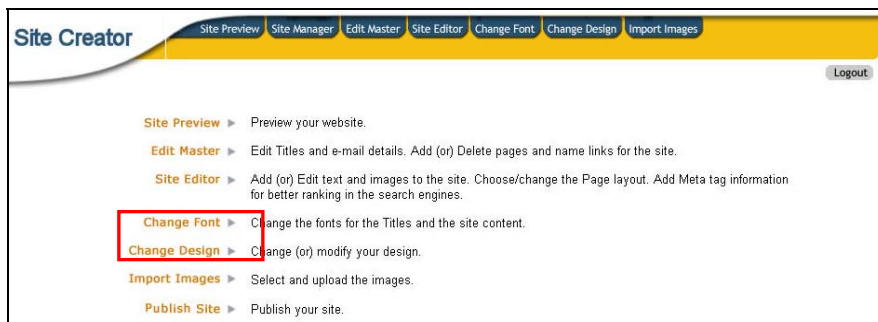 Site Creator
Site Preview Site Manager Edit Master Site Editor Change Font Change Design Import Images
Logout
Site Preview Preview your website.
Edit Master Edit Titles and e-mail details. Add (or) Delete pages and name links for the site.
Site Editor Add (or) Edit text and images to the site. Choose/change the Page layout. Add Meta tag information
for better ranking in the search engines.
Change Font Change the fonts for the Titles and the site content.
Change Design Change (or) modify your design.
Import Images Select and upload the images.
Publish Site Publish your site.